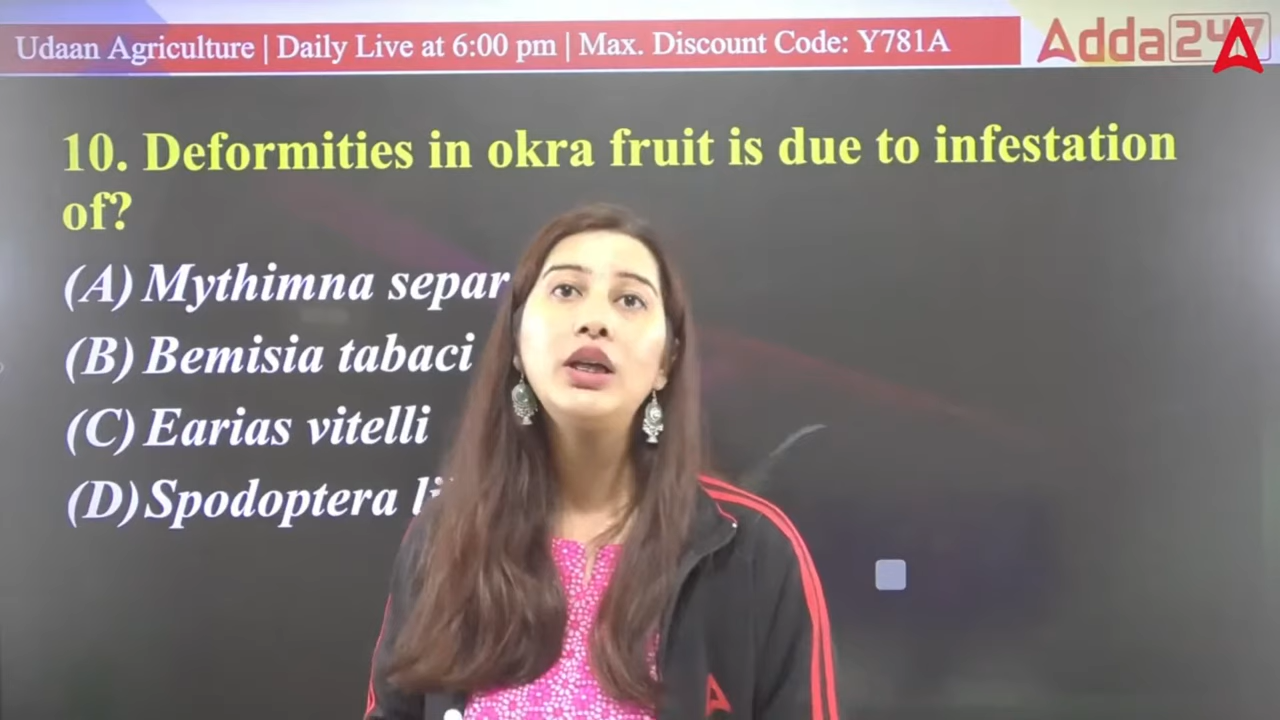 Udaan Agriculture | Daily Live at 6:00 pm | Max. Discount Code: Y781A
Adda247
10. Deformities in okra fruit is due to infestation
of?
(A) Mythimna separ
(B) Bemisia tabaci
(C) Earias vitelli
(D) Spodoptera